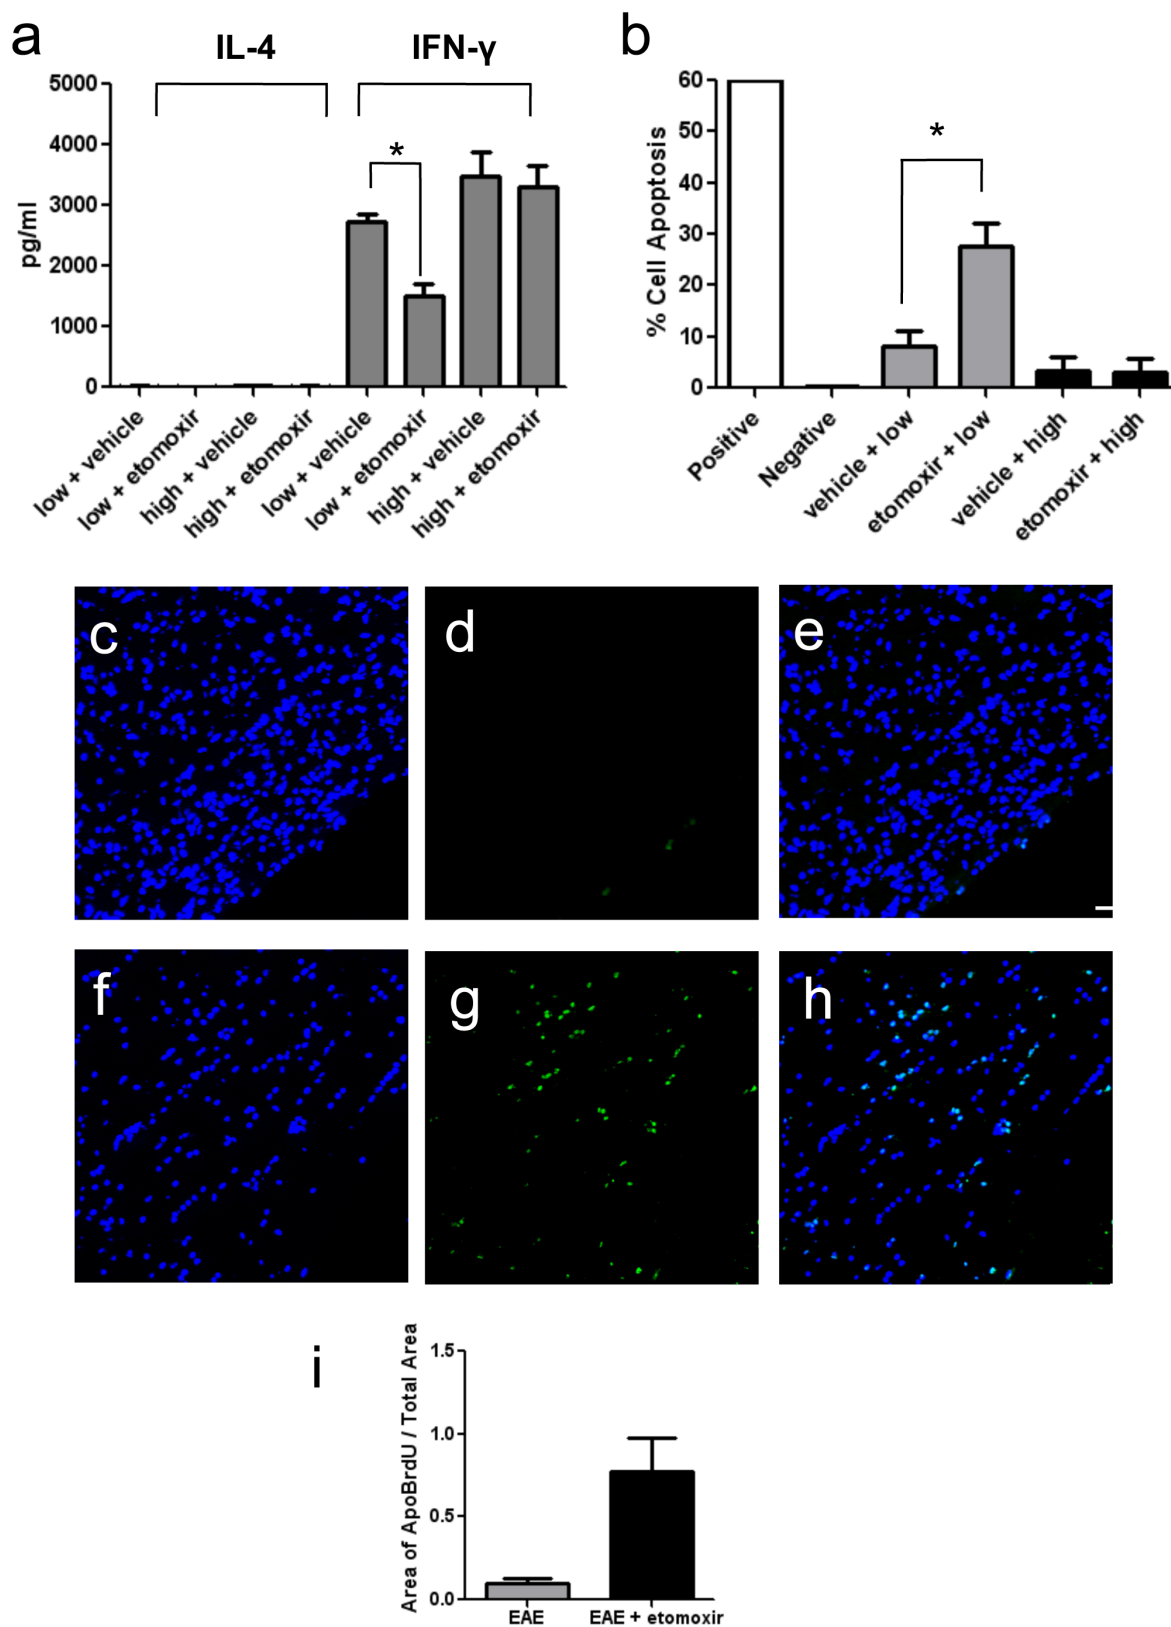 a
IL-4 IFN-γ
5000
4000
3000
2000
1000
0
pg/ml
*
low + vehicle
low + etomoxir
high + vehicle
high + etomoxir
low + vehicle
low + etomoxir
high + vehicle
high + etomoxir
b
60
50
40
30
20
10
0
% Cell Apoptosis
*
Positive
Negative
vehicle + low
etomoxir + low
vehicle + high
etomoxir + high
c
d
e
f
g
h
i
Area of ApoBrdU / Total Area
1.5
1.0
0.5
0.0
EAE
EAE + etomoxir